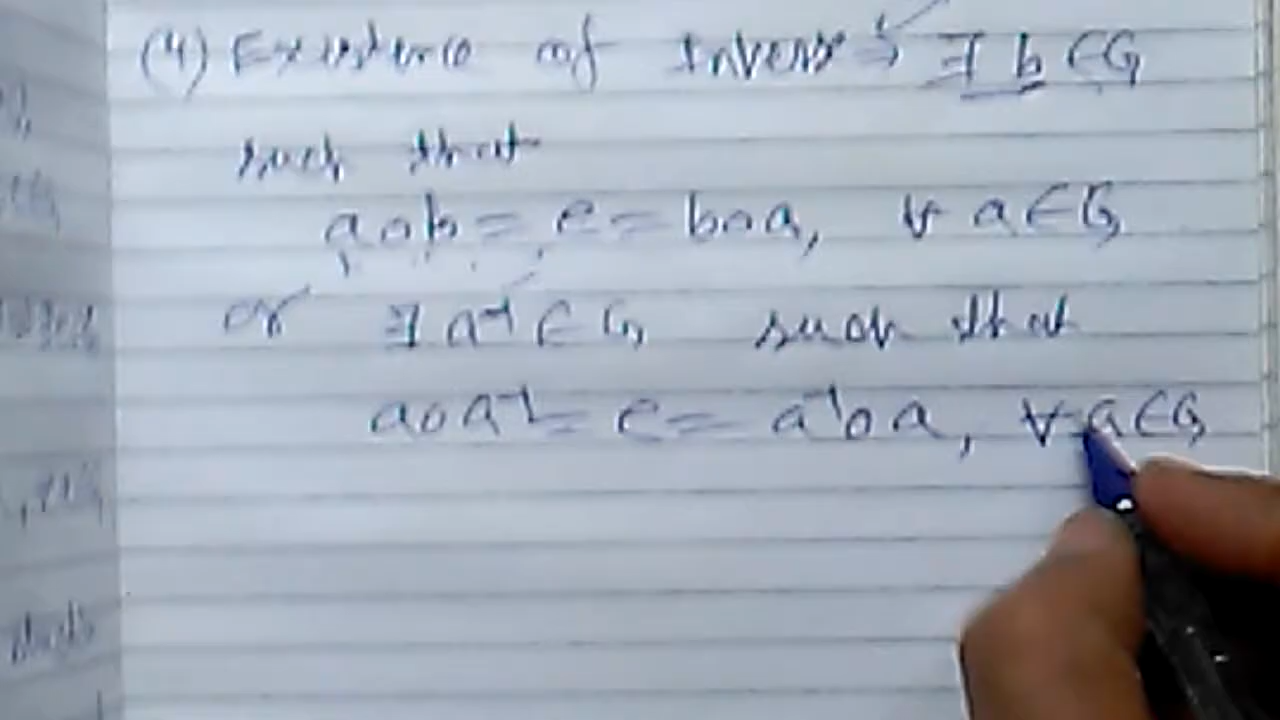 (4) Existence of Inverse ∃ b ∈ G
such that
a o b = e = b o a, ∀ a ∈ G
or ∃ a⁻¹ ∈ G such that
a o a⁻¹ = e = a⁻¹ o a, ∀ a ∈ G